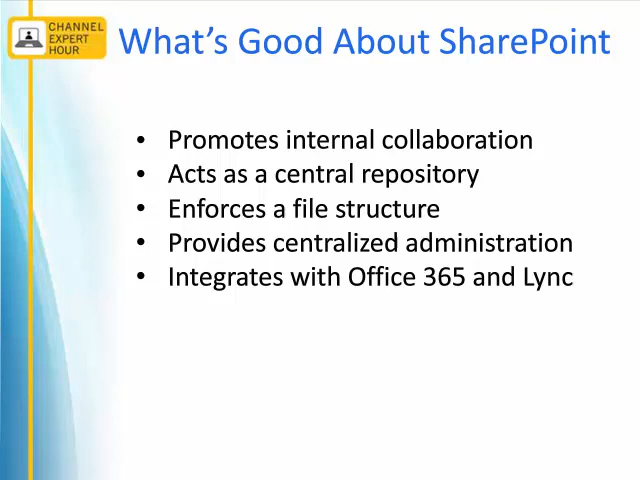 CHANNEL
EXPERT
HOUR
What's Good About SharePoint
• Promotes internal collaboration
• Acts as a central repository
• Enforces a file structure
• Provides centralized administration
• Integrates with Office 365 and Lync